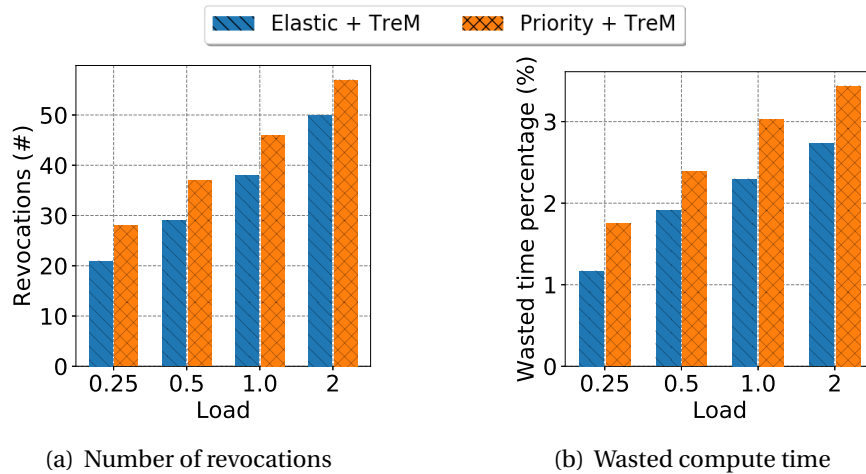 Elastic + TreM Priority + TreM
Revocations (#)
50
40
30
20
10
0
0.25 0.5 1.0 2
Load
(a) Number of revocations
Wasted time percentage (%)
3
2
1
0
0.25 0.5 1.0 2
Load
(b) Wasted compute time